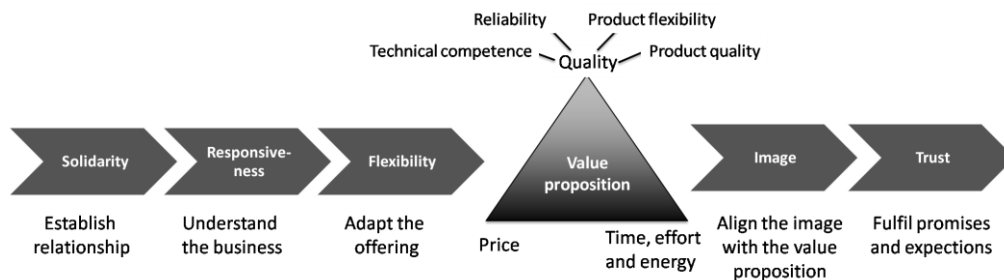 Reliability
Product flexibility
Technical competence
Quality
Product quality
Solidarity
Responsive-
ness
Flexibility
Value
proposition
Image
Trust
Establish
relationship
Understand
the business
Adapt the
offering
Price
Time, effort
and energy
Align the image
with the value
proposition
Fulfil promises
and expections